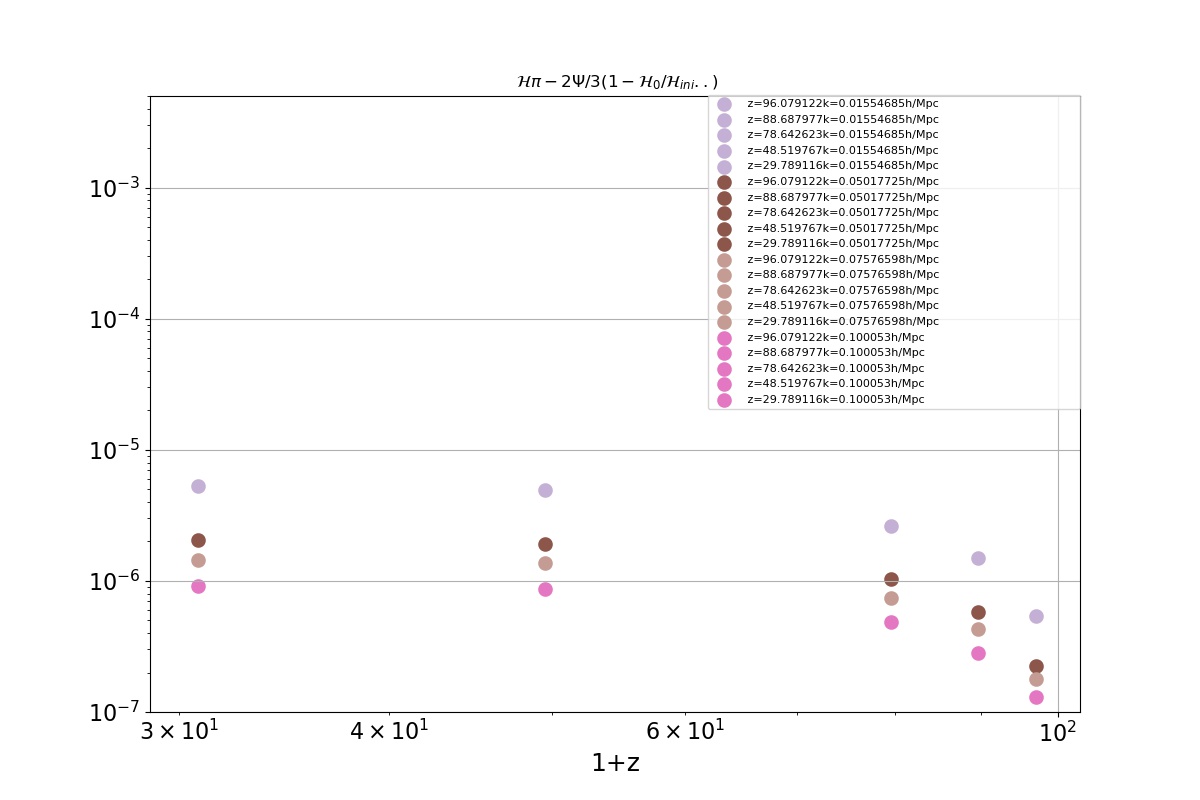 ℋπ − 2Ψ/3(1 − ℋ₀/ℋᵢₙᵢ..)
z=96.079122k=0.01554685h/Mpc
z=88.687977k=0.01554685h/Mpc
z=78.642623k=0.01554685h/Mpc
z=48.519767k=0.01554685h/Mpc
z=29.789116k=0.01554685h/Mpc
z=96.079122k=0.05017725h/Mpc
z=88.687977k=0.05017725h/Mpc
z=78.642623k=0.05017725h/Mpc
z=48.519767k=0.05017725h/Mpc
z=29.789116k=0.05017725h/Mpc
z=96.079122k=0.07576598h/Mpc
z=88.687977k=0.07576598h/Mpc
z=78.642623k=0.07576598h/Mpc
z=48.519767k=0.07576598h/Mpc
z=29.789116k=0.07576598h/Mpc
z=96.079122k=0.100053h/Mpc
z=88.687977k=0.100053h/Mpc
z=78.642623k=0.100053h/Mpc
z=48.519767k=0.100053h/Mpc
z=29.789116k=0.100053h/Mpc
10⁻³
10⁻⁴
10⁻⁵
10⁻⁶
10⁻⁷
3 × 10¹ 4 × 10¹ 6 × 10¹ 10²
1+z